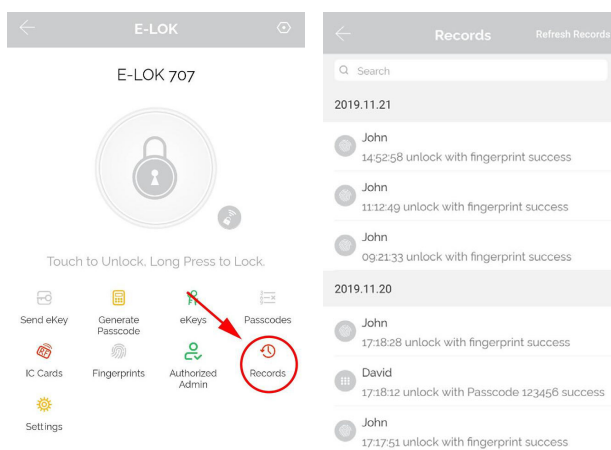 E-LOK
E-LOK 707
Touch to Unlock, Long Press to Lock.
Send eKey
Generate
Passcode
eKeys
Passcodes
IC Cards
Fingerprints
Authorized
Admin
Records
Settings
Records
Refresh Records
Search
2019.11.21
John
14:52:58 unlock with fingerprint success
John
11:12:49 unlock with fingerprint success
John
09:21:33 unlock with fingerprint success
2019.11.20
John
17:18:28 unlock with fingerprint success
David
17:18:12 unlock with Passcode 123456 success
John
17:17:51 unlock with fingerprint success